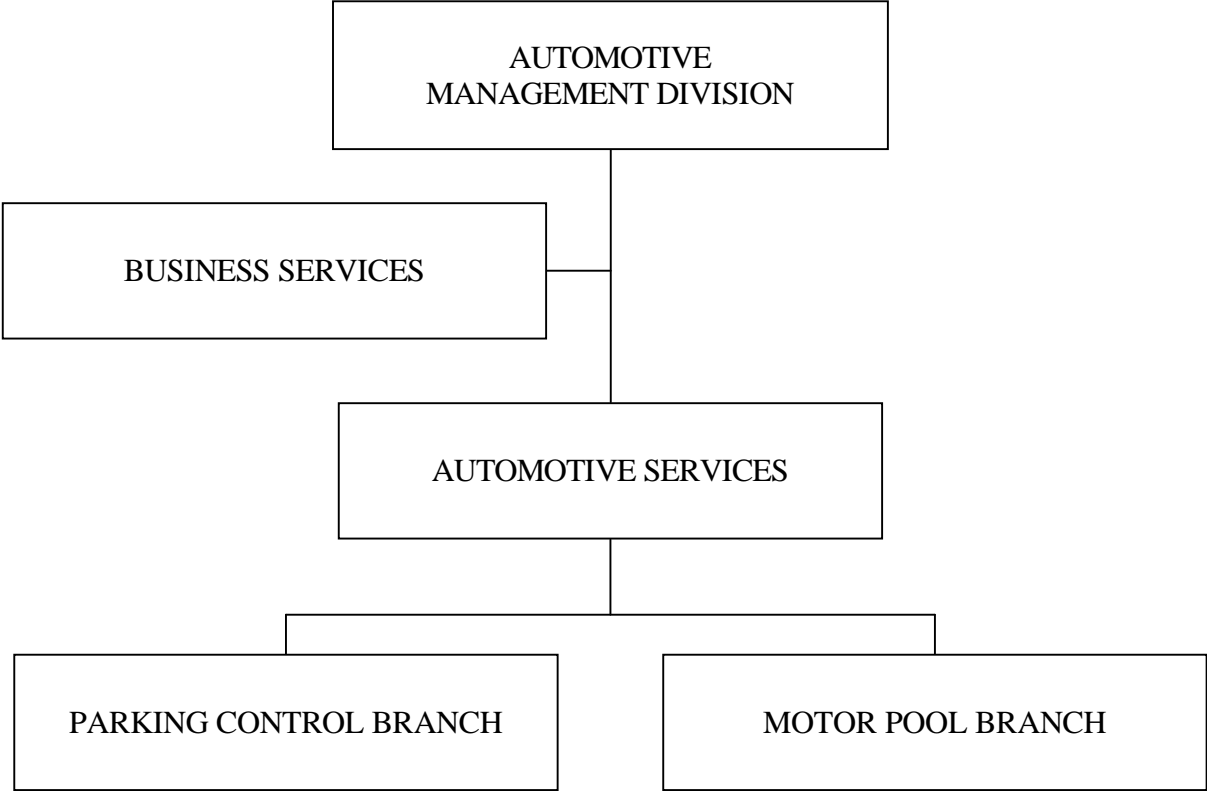 AUTOMOTIVE
MANAGEMENT DIVISION
BUSINESS SERVICES
AUTOMOTIVE SERVICES
PARKING CONTROL BRANCH
MOTOR POOL BRANCH